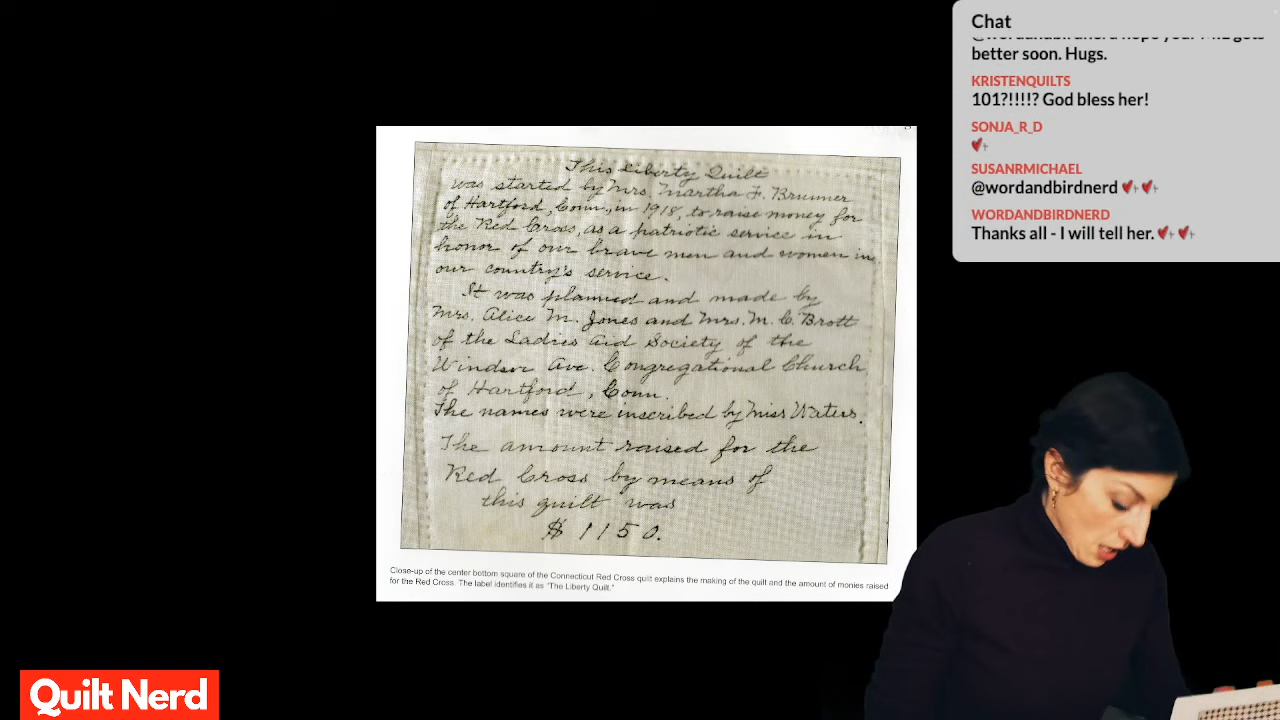 This Liberty Quilt
was started by Mrs. Martha F. Brunner
of Hartford, Conn., in 1918, to raise money for
the Red Cross, as a patriotic service in
honor of our brave men and women in
our country's service.
It was planned and made by
Mrs. Alice M. Jones and Mrs. M. C. Brott
of the Ladies Aid Society of the
Windsor Ave. Congregational Church
of Hartford, Conn.
The names were inscribed by Miss Waters.
The amount raised for the
Red Cross by means of
this quilt was
$1150.
Close-up of the center bottom square of the Connecticut Red Cross quilt explains the making of the quilt and the amount of monies raised
for the Red Cross. The label identifies it as "The Liberty Quilt."
Chat
better soon. Hugs.
KRISTENQUILTS
101?!!!!? God bless her!
SONJA_R_D
SUSANRMICHAEL
@wordandbirdnerd
WORDANDBIRDNERD
Thanks all - I will tell her.
Quilt Nerd